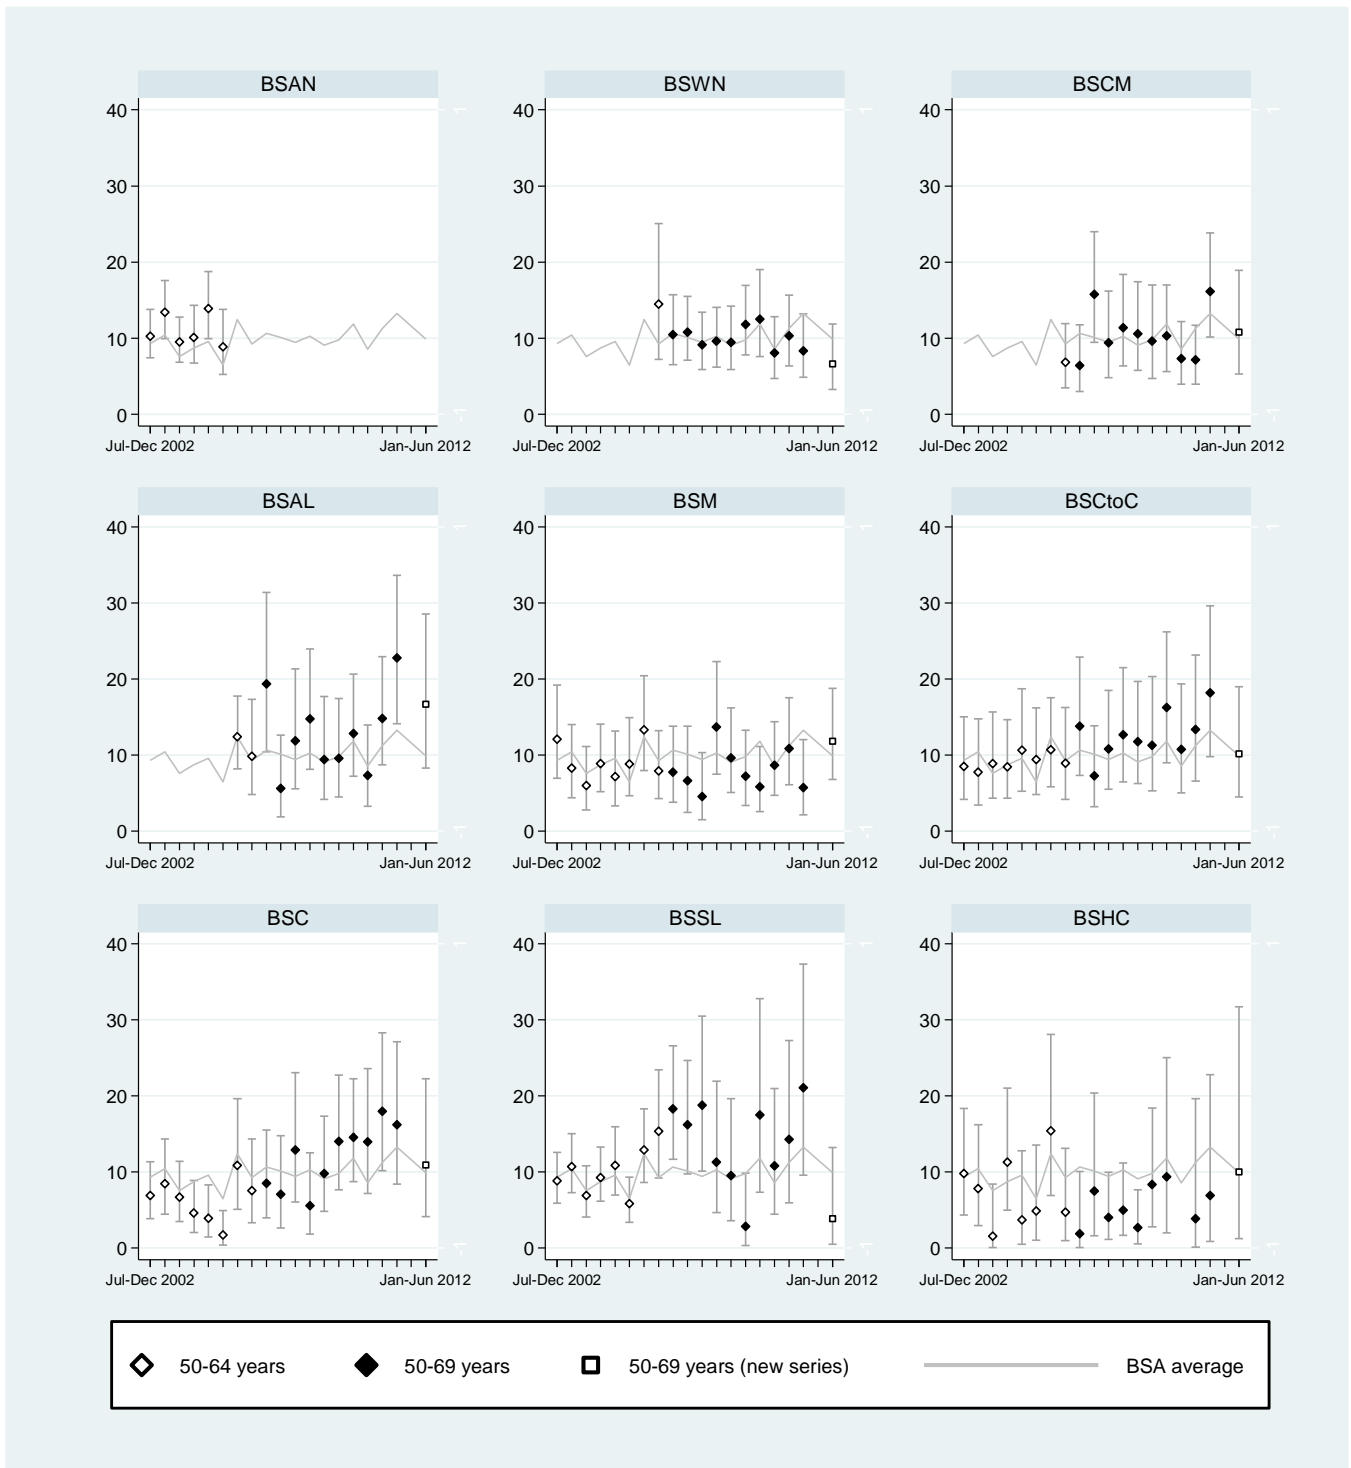 BSAN BSWN BSCM
40 40 40
30 30 30
20 20 20
10 10 10
0 0 0
Jul-Dec 2002 Jan-Jun 2012 Jul-Dec 2002 Jan-Jun 2012 Jul-Dec 2002 Jan-Jun 2012
BSAL BSM BSCtoC
40 40 40
30 30 30
20 20 20
10 10 10
0 0 0
Jul-Dec 2002 Jan-Jun 2012 Jul-Dec 2002 Jan-Jun 2012 Jul-Dec 2002 Jan-Jun 2012
BSC BSSL BSHC
40 40 40
30 30 30
20 20 20
10 10 10
0 0 0
Jul-Dec 2002 Jan-Jun 2012 Jul-Dec 2002 Jan-Jun 2012 Jul-Dec 2002 Jan-Jun 2012
50-64 years 50-69 years 50-69 years (new series) BSA average